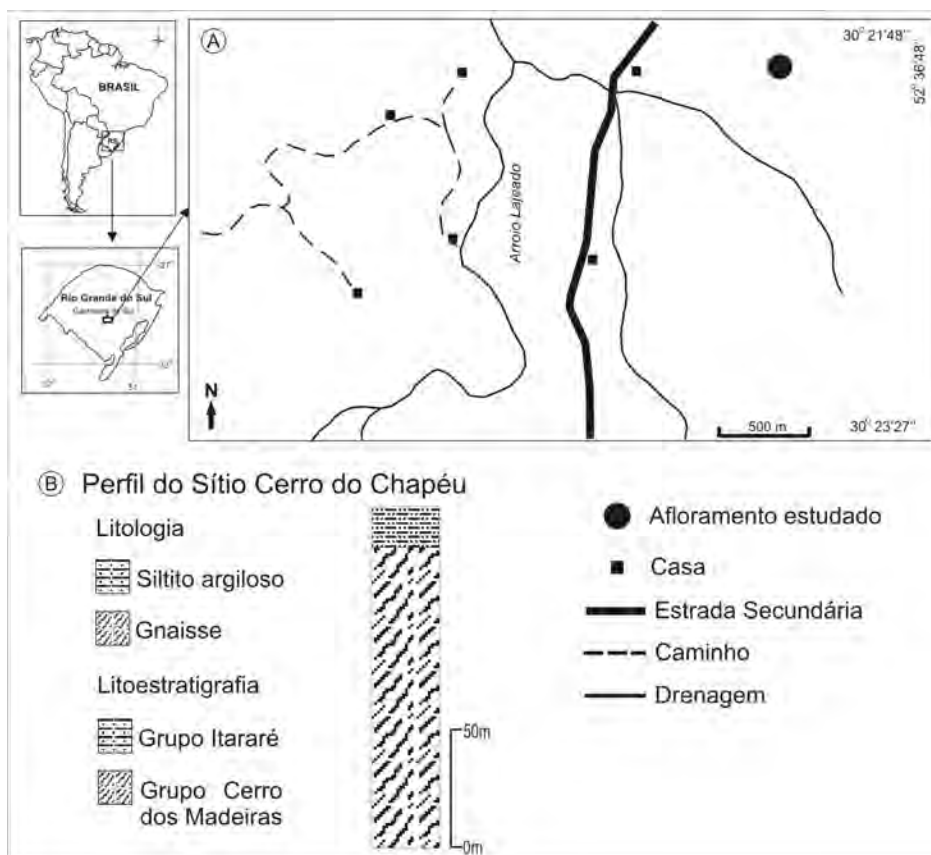 BRASIL
RS
Rio Grande do Sul
27°
A
30° 21'48''
52° 36'48''
Arroio Lajeado
N
500 m
30° 23'27''
B Perfil do Sítio Cerro do Chapéu
Litologia
Siltito argiloso
Gnaisse
Litoestratigrafia
Grupo Itararé
Grupo Cerro
dos Madeiras
50m
0m
Afloramento estudado
Casa
Estrada Secundária
Caminho
Drenagem